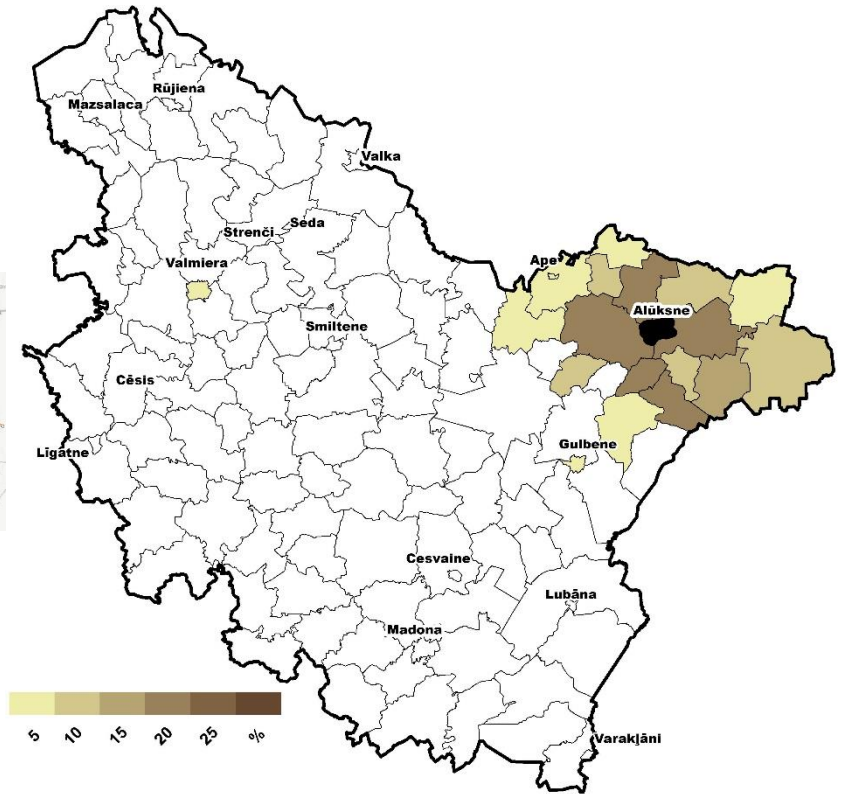 Rūjiena
Mazsalaca
Valka
Seda
Strenči
Valmiera
Ape
Alūksne
Smiltene
Cēsis
Gulbene
Līgatne
Cesvaine
Lubāna
Madona
Varakļāni
5 10 15 20 25 %